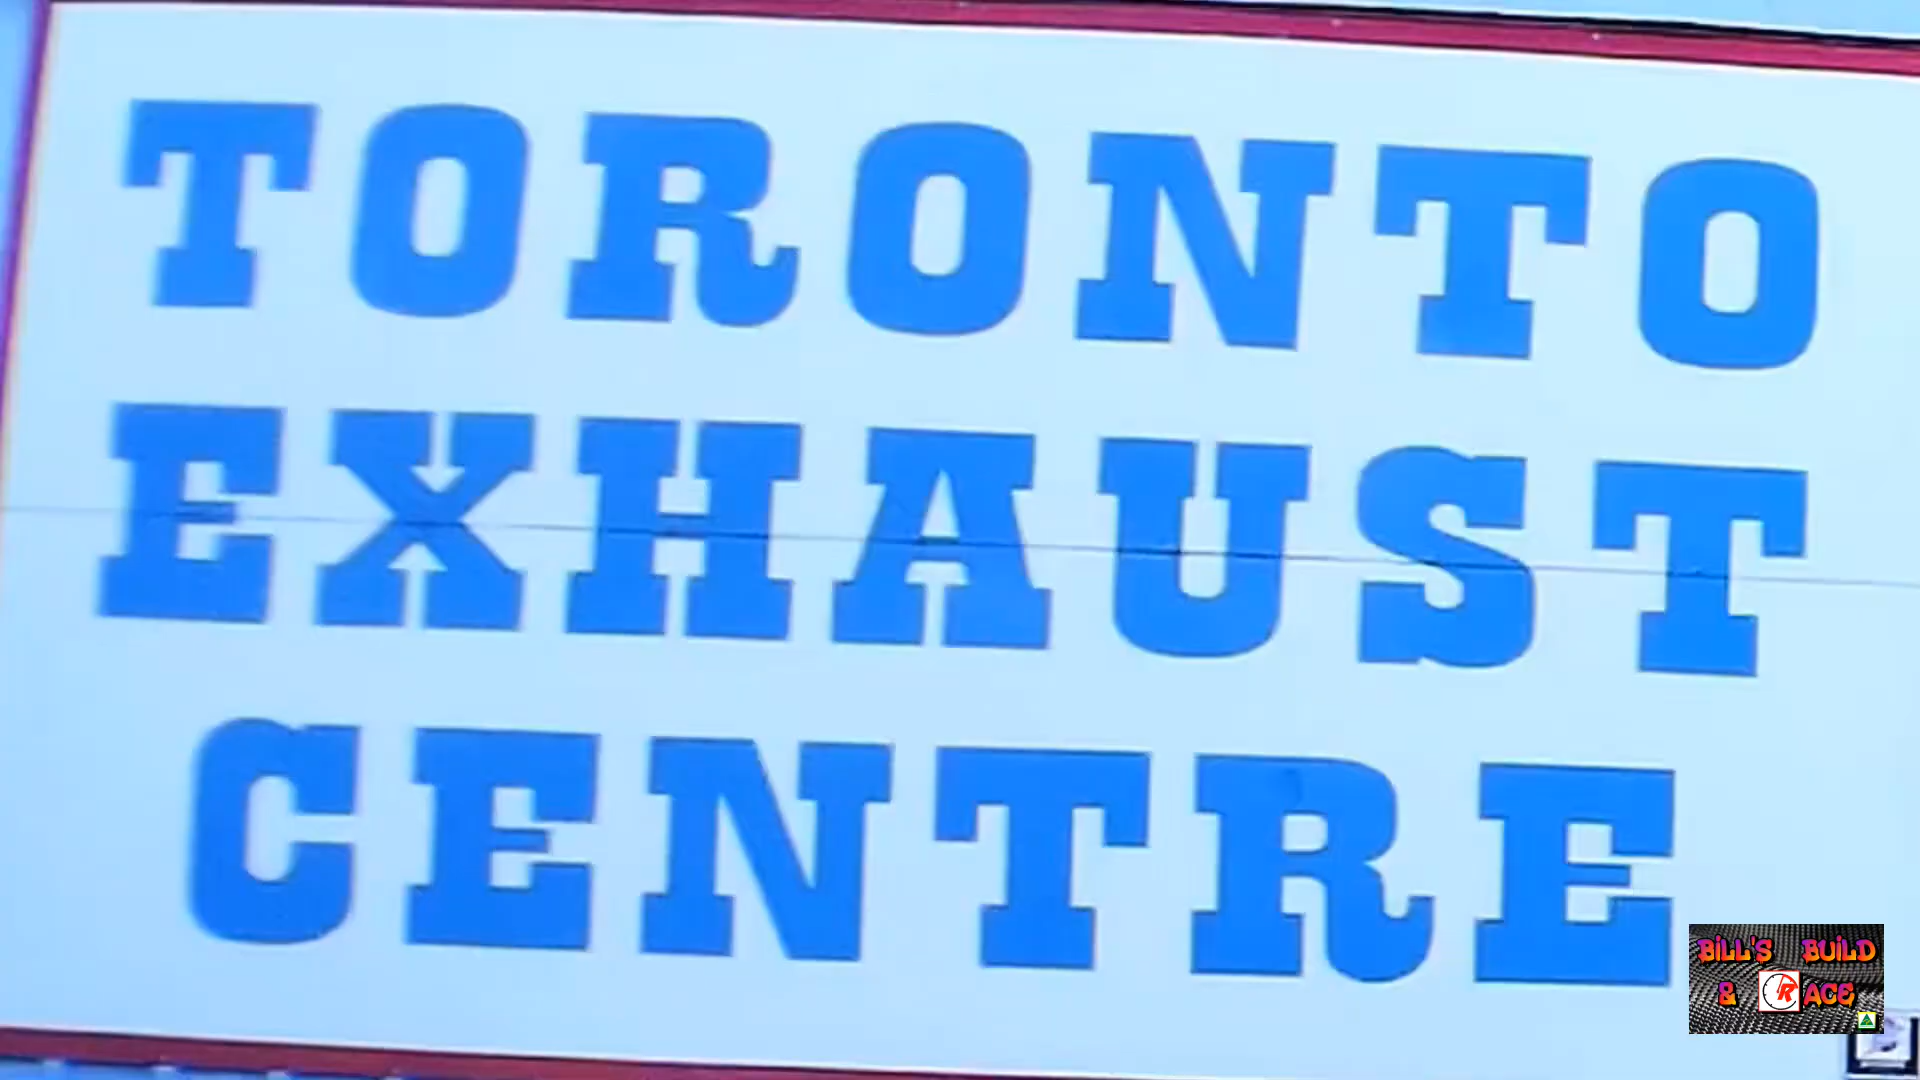 TORONTO
EXHAUST
CENTRE
BILL'S BUILD
& RACE